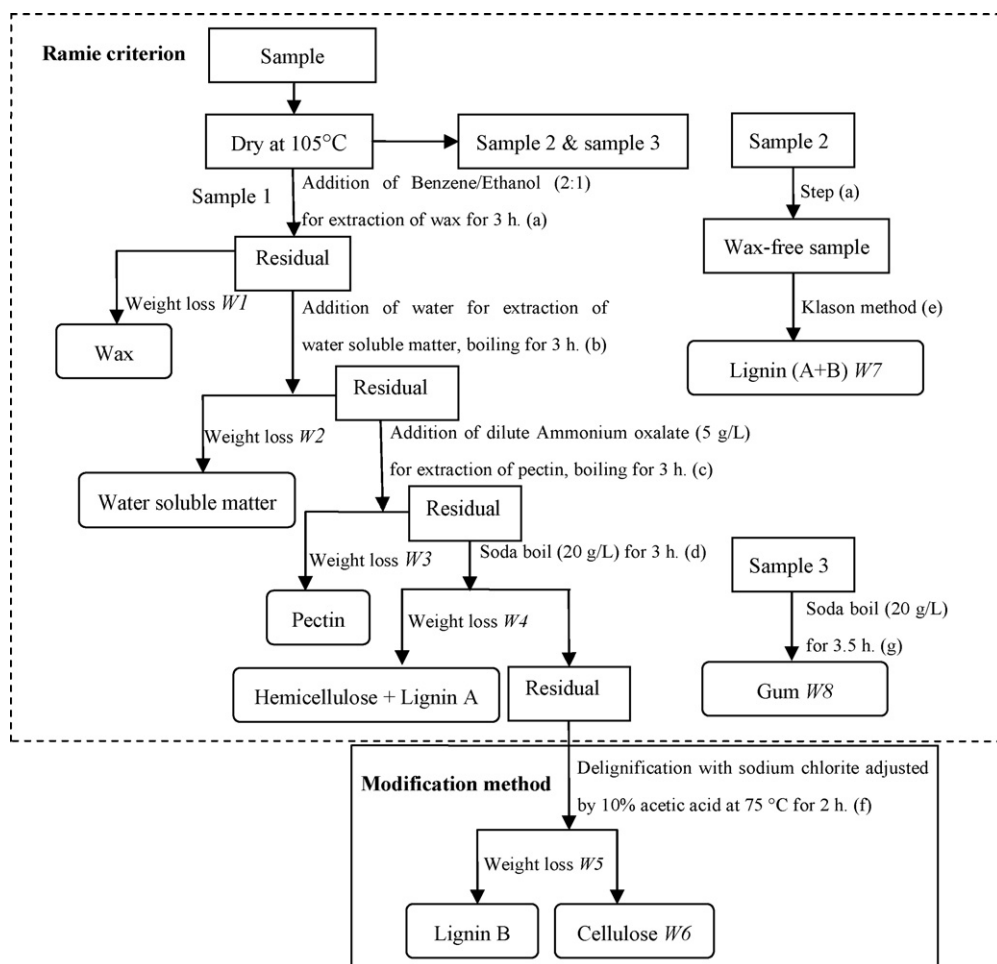 Ramie criterion
Sample
Dry at 105°C
Sample 2 & sample 3
Sample 1
Addition of Benzene/Ethanol (2:1)
for extraction of wax for 3 h. (a)
Residual
Weight loss W1
Wax
Addition of water for extraction of
water soluble matter, boiling for 3 h. (b)
Residual
Weight loss W2
Water soluble matter
Addition of dilute Ammonium oxalate (5 g/L)
for extraction of pectin, boiling for 3 h. (c)
Residual
Weight loss W3
Pectin
Soda boil (20 g/L) for 3 h. (d)
Weight loss W4
Hemicellulose + Lignin A
Residual
Sample 2
Step (a)
Wax-free sample
Klason method (e)
Lignin (A+B) W7
Sample 3
Soda boil (20 g/L)
for 3.5 h. (g)
Gum W8
Modification method
Delignification with sodium chlorite adjusted
by 10% acetic acid at 75 °C for 2 h. (f)
Weight loss W5
Lignin B
Cellulose W6